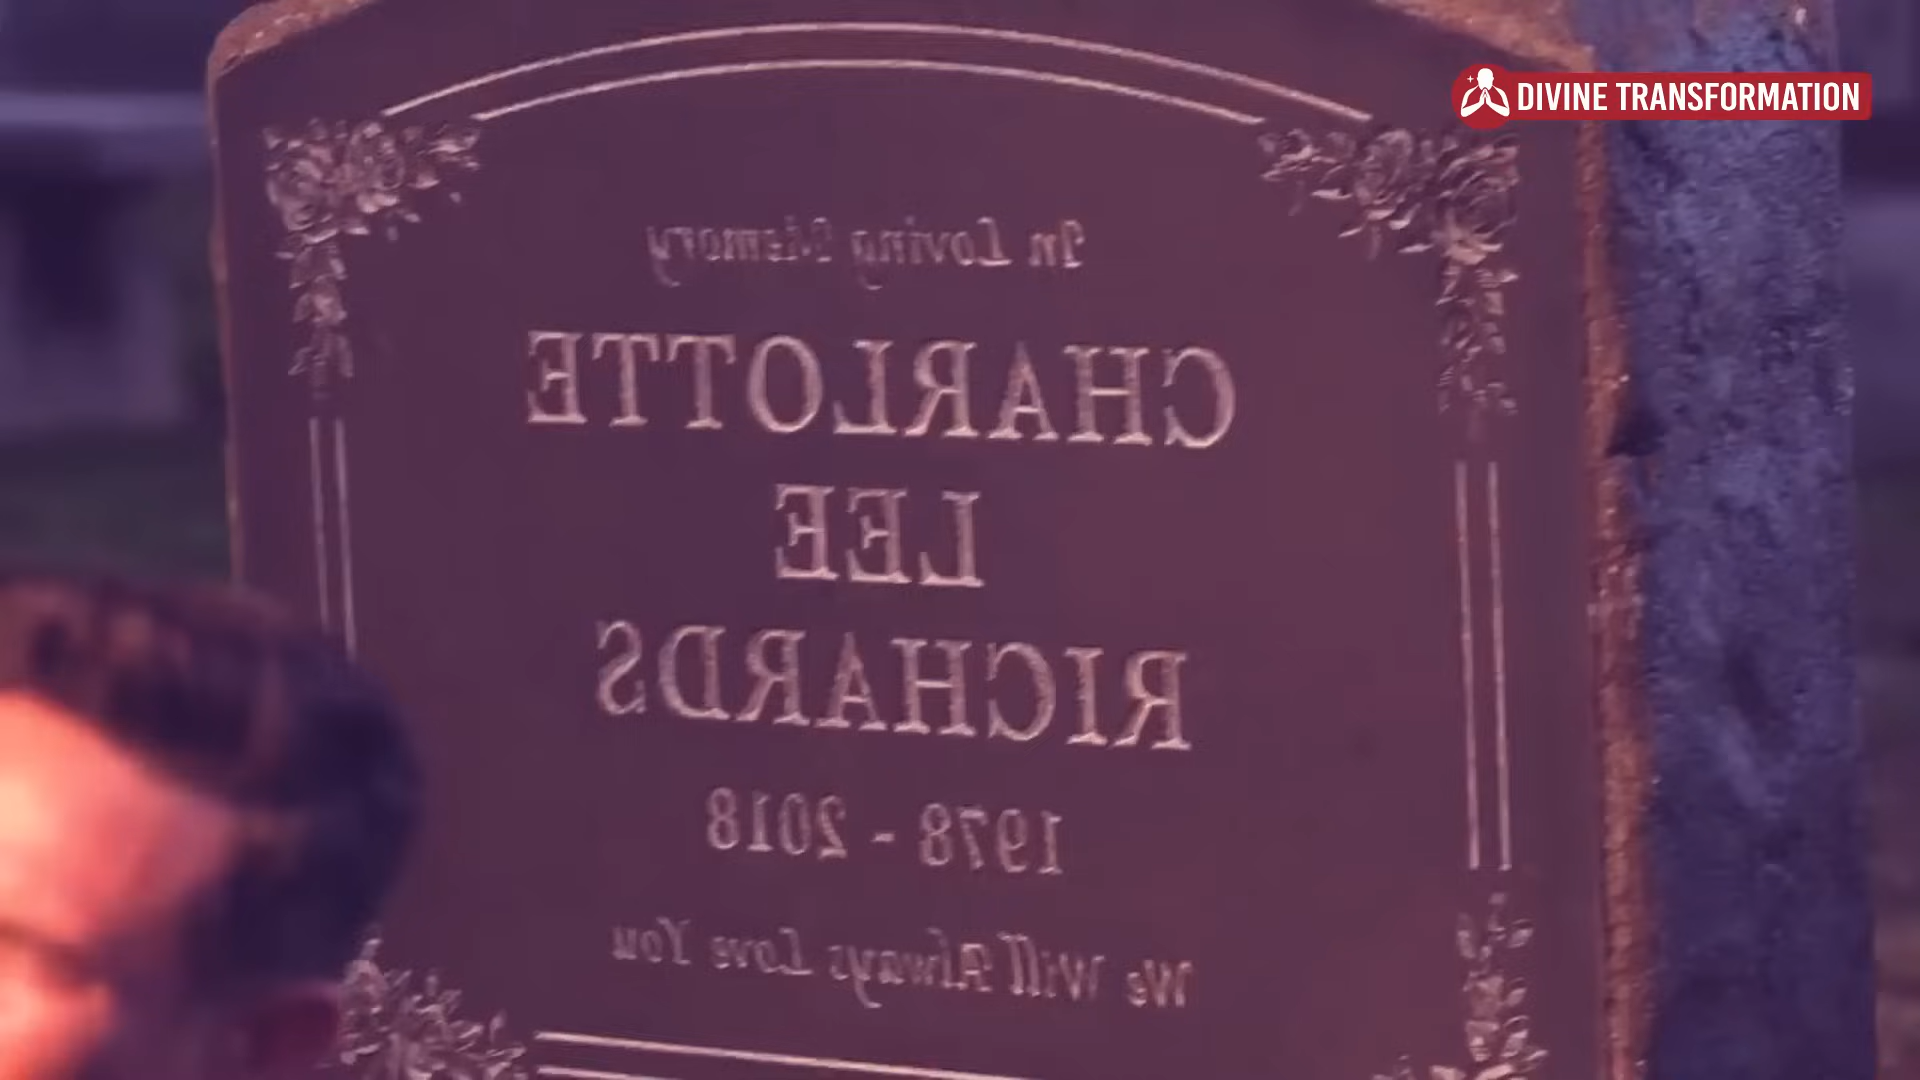 DIVINE TRANSFORMATION
In Loving Memory
CHARLOTTE
LEE
RICHARDS
1978 - 2018
We Will Always Love You